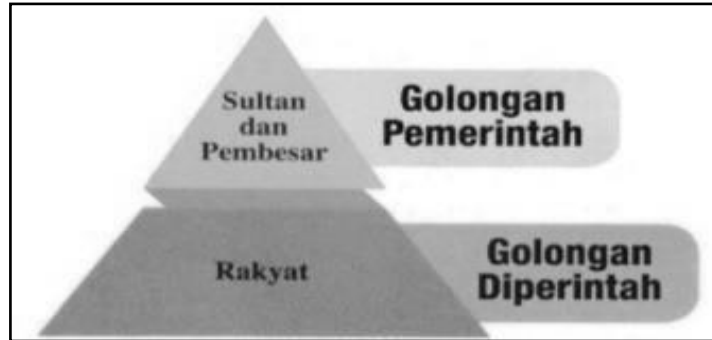 Sultan
dan
Pembesar
Golongan
Pemerintah
Rakyat
Golongan
Diperintah